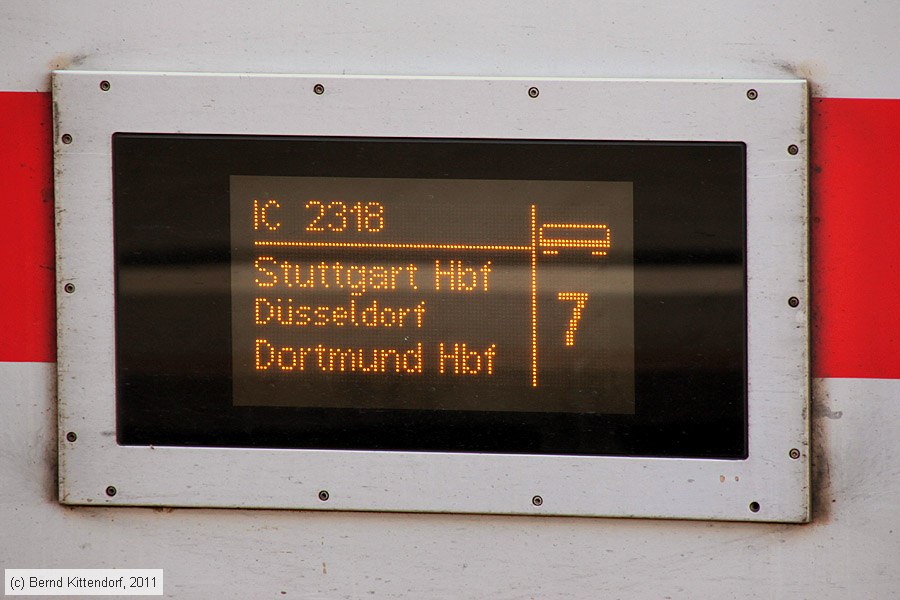 IC 2318
Stuttgart Hbf
Düsseldorf
Dortmund Hbf
7
(c) Bernd Kittendorf, 2011